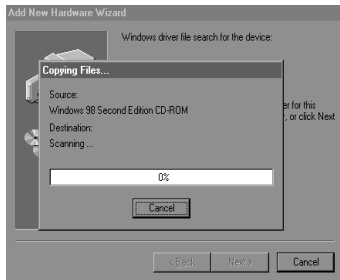 Add New Hardware Wizard
Windows driver file search for the device:
Copying Files...
Source:
Windows 98 Second Edition CD-ROM
Destination:
Scanning ...
er for this
, or click Next
0%
Cancel
< Back
Next >
Cancel